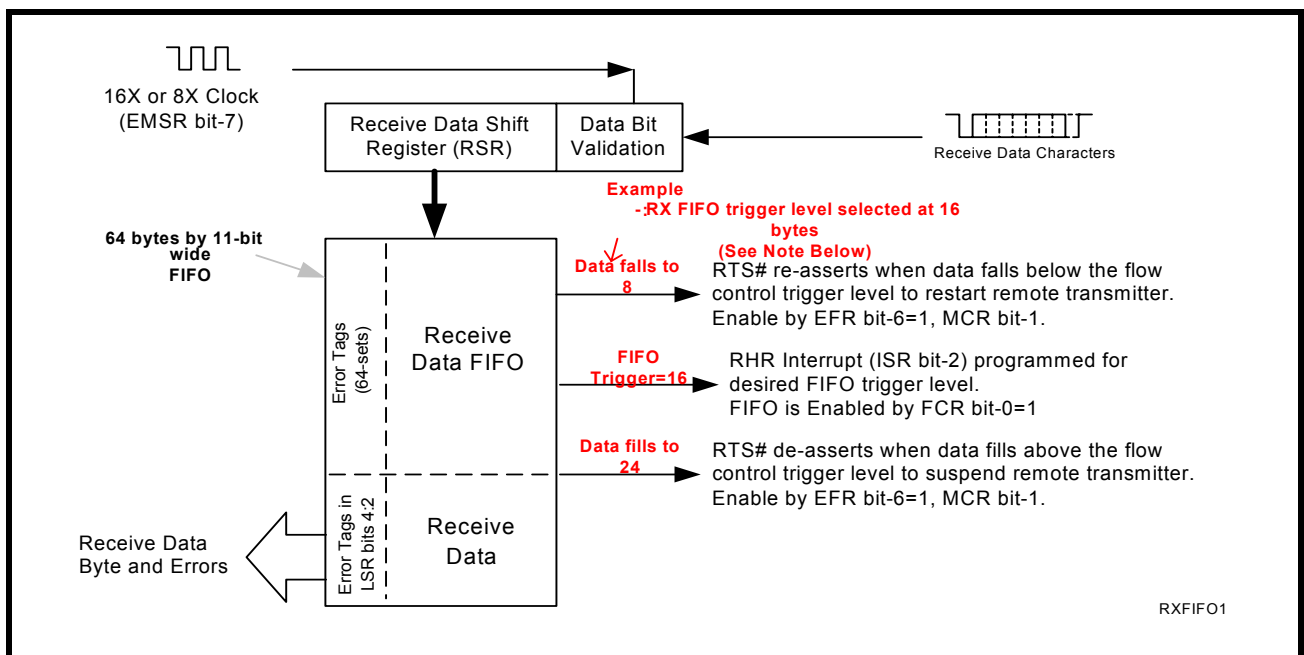 16X or 8X Clock
(EMSR bit-7)
Receive Data Shift
Register (RSR)
Data Bit
Validation
Receive Data Characters
Example
-:RX FIFO trigger level selected at 16
bytes
(See Note Below)
64 bytes by 11-bit
wide
FIFO
Data falls to
8
RTS# re-asserts when data falls below the flow
control trigger level to restart remote transmitter.
Enable by EFR bit-6=1, MCR bit-1.
Error Tags
(64-sets)
Receive
Data FIFO
FIFO
Trigger=16
RHR Interrupt (ISR bit-2) programmed for
desired FIFO trigger level.
FIFO is Enabled by FCR bit-0=1
Data fills to
24
RTS# de-asserts when data fills above the flow
control trigger level to suspend remote transmitter.
Enable by EFR bit-6=1, MCR bit-1.
Error Tags in
LSR bits 4:2
Receive
Data
Receive Data
Byte and Errors
RXFIFO1